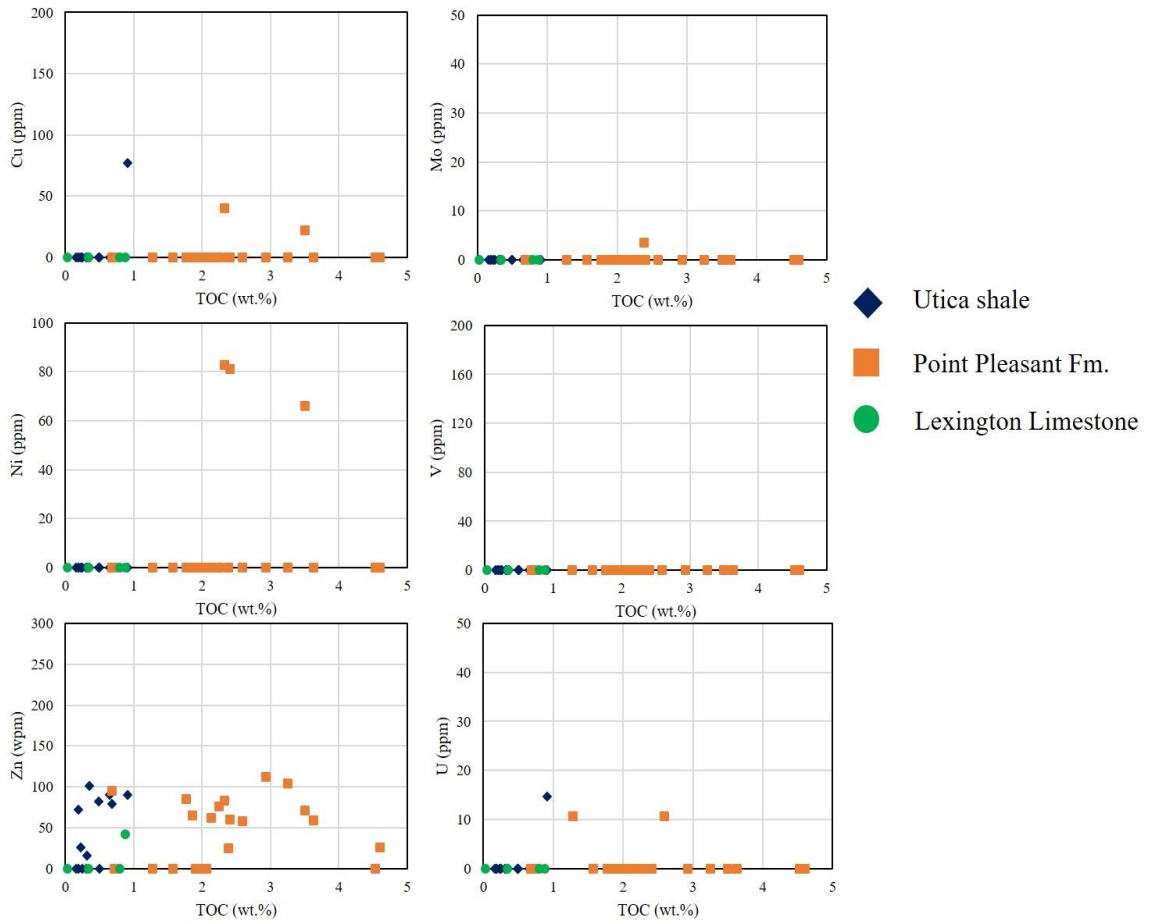 200
150
100
50
0
Cu (ppm)
0 1 2 3 4 5
TOC (wt.%)
50
40
30
20
10
0
Mo (ppm)
0 1 2 3 4 5
TOC (wt.%)
100
80
60
40
20
0
Ni (ppm)
0 1 2 3 4 5
TOC (wt.%)
200
160
120
80
40
0
V (ppm)
0 1 2 3 4 5
TOC (wt.%)
300
250
200
150
100
50
0
Zn (wpm)
0 1 2 3 4 5
TOC (wt.%)
50
40
30
20
10
0
U (ppm)
0 1 2 3 4 5
TOC (wt.%)
Utica shale
Point Pleasant Fm.
Lexington Limestone